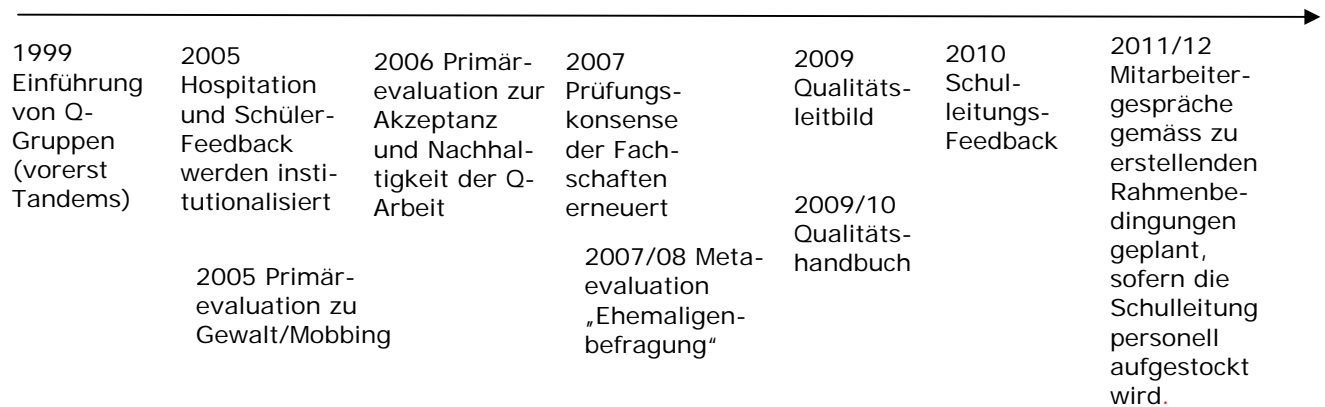 1999
Einführung
von Q-
Gruppen
(vorerst
Tandems)
2005
Hospitation
und Schüler-
Feedback
werden insti-
tutionalisiert
2005 Primär-
evaluation zu
Gewalt/Mobbing
2006 Primär-
evaluation zur
Akzeptanz
und Nachhal-
tigkeit der Q-
Arbeit
2007
Prüfungs-
konsense
der Fach-
schaften
erneuert
2007/08 Meta-
evaluation
„Ehemaligen-
befragung“
2009
Qualitäts-
leitbild
2009/10
Qualitäts-
handbuch
2010
Schul-
leitungs-
Feedback
2011/12
Mitarbeiter-
gespräche
gemäss zu
erstellenden
Rahmenbe-
dingungen
geplant,
sofern die
Schulleitung
personell
aufgestockt
wird.